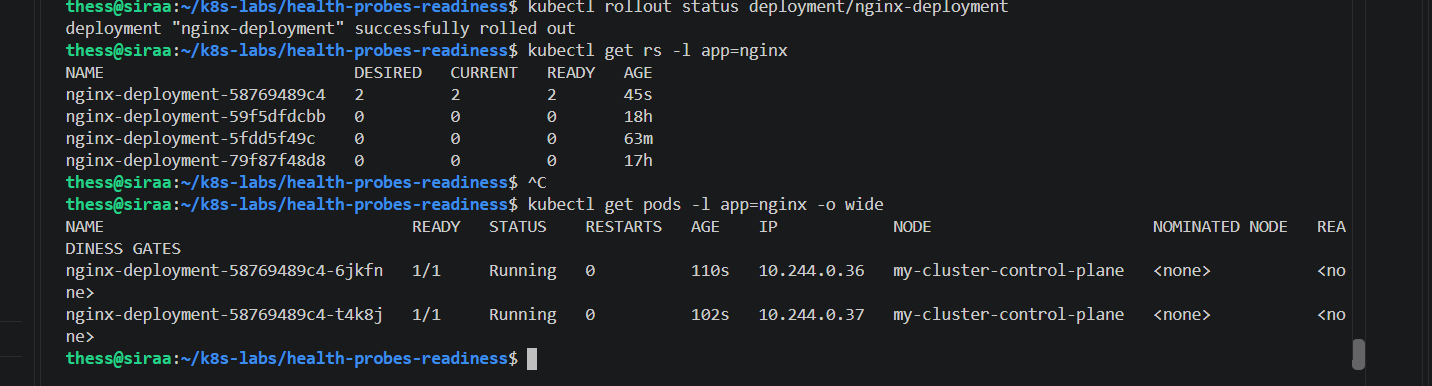 thess@siraa:~/k8s-labs/health-probes-readiness$ kubectl rollout status deployment/nginx-deployment
deployment "nginx-deployment" successfully rolled out
thess@siraa:~/k8s-labs/health-probes-readiness$ kubectl get rs -l app=nginx
NAME                          DESIRED   CURRENT   READY   AGE
nginx-deployment-58769489c4   2         2         2       45s
nginx-deployment-59f5dfdcbb   0         0         0       18h
nginx-deployment-5fdd5f49c    0         0         0       63m
nginx-deployment-79f87f48d8   0         0         0       17h
thess@siraa:~/k8s-labs/health-probes-readiness$ ^C
thess@siraa:~/k8s-labs/health-probes-readiness$ kubectl get pods -l app=nginx -o wide
NAME                                READY   STATUS    RESTARTS   AGE    IP            NODE                       NOMINATED NODE   REA
DINESS GATES
nginx-deployment-58769489c4-6jkfn   1/1     Running   0          110s   10.244.0.36   my-cluster-control-plane   <none>           <no
ne>
nginx-deployment-58769489c4-t4k8j   1/1     Running   0          102s   10.244.0.37   my-cluster-control-plane   <none>           <no
ne>
thess@siraa:~/k8s-labs/health-probes-readiness$